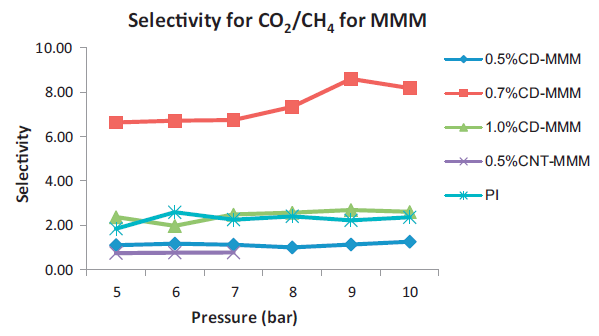 Selectivity for CO₂/CH₄ for MMM
10.00
8.00
6.00
4.00
2.00
0.00
Selectivity
5 6 7 8 9 10
Pressure (bar)
0.5%CD-MMM
0.7%CD-MMM
1.0%CD-MMM
0.5%CNT-MMM
PI